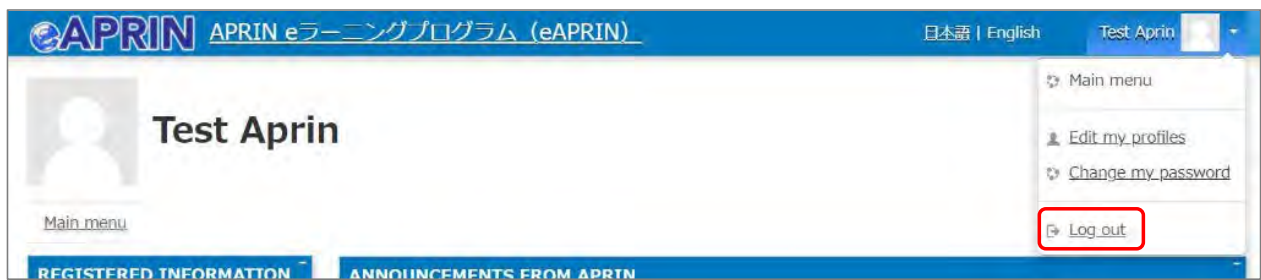 eAPRIN APRIN eラーニングプログラム（eAPRIN） 日本語 | English Test Aprin
Main menu
Test Aprin
Edit my profiles
Change my password
Main menu
Log out
REGISTERED INFORMATION ANNOUNCEMENTS FROM APRIN